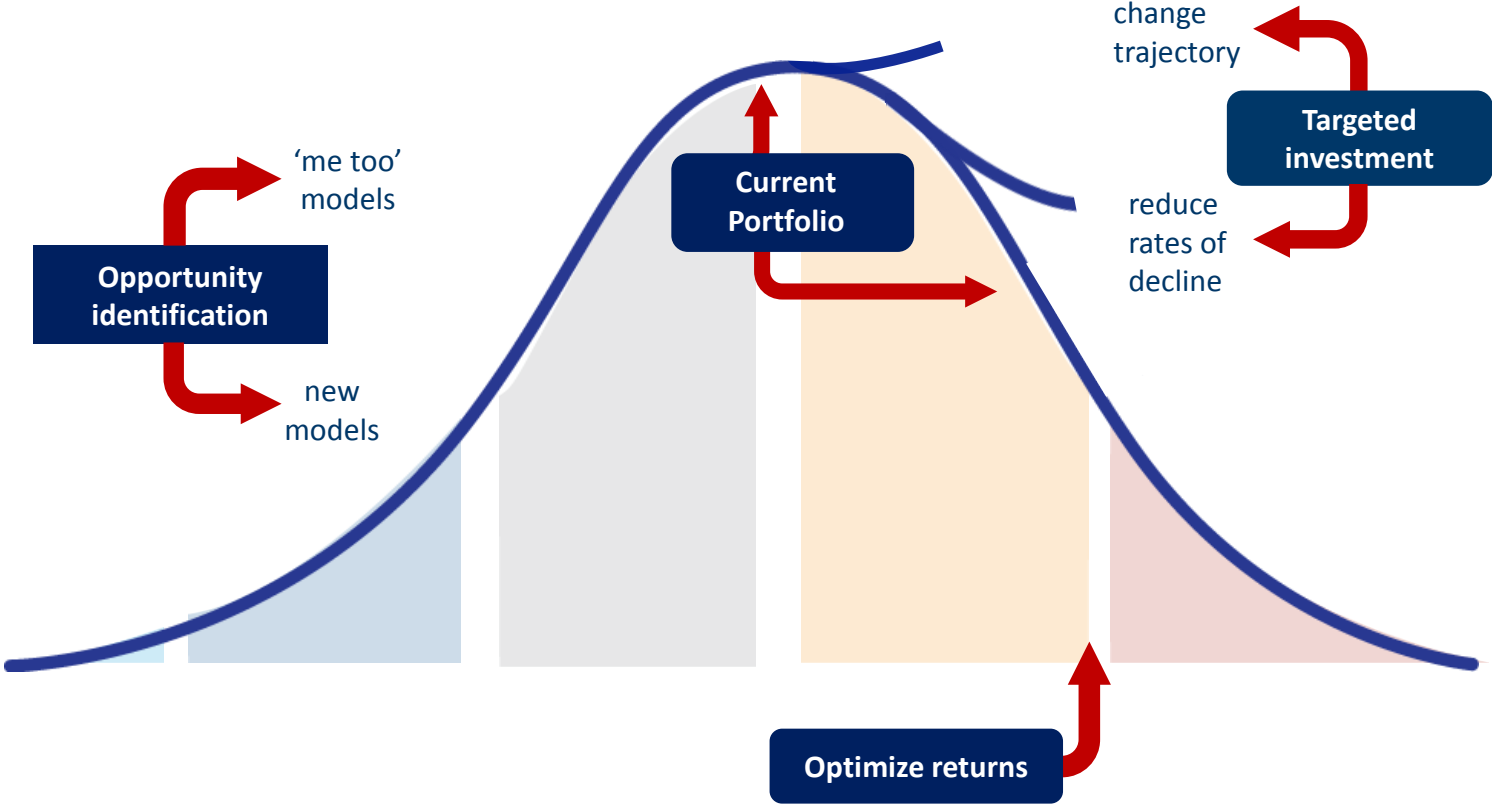 ‘me too’
models
Opportunity
identification
new
models
Current
Portfolio
change
trajectory
Targeted
investment
reduce
rates of
decline
Optimize returns